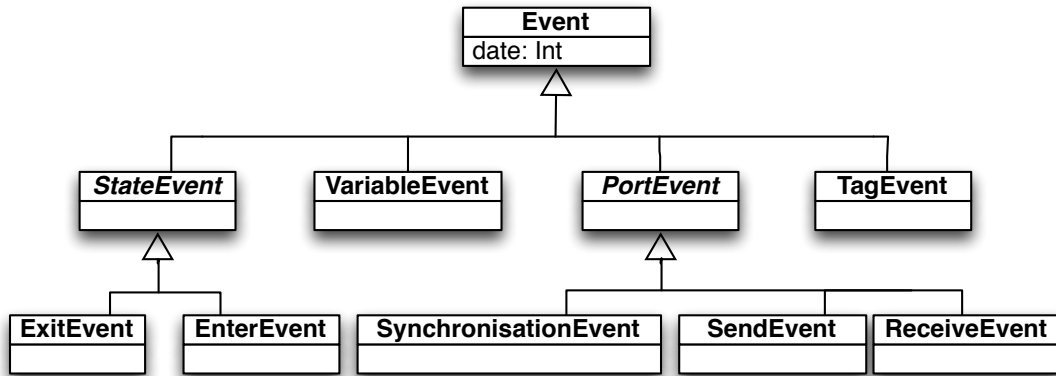 Event
date: Int
StateEvent
VariableEvent
PortEvent
TagEvent
ExitEvent
EnterEvent
SynchronisationEvent
SendEvent
ReceiveEvent